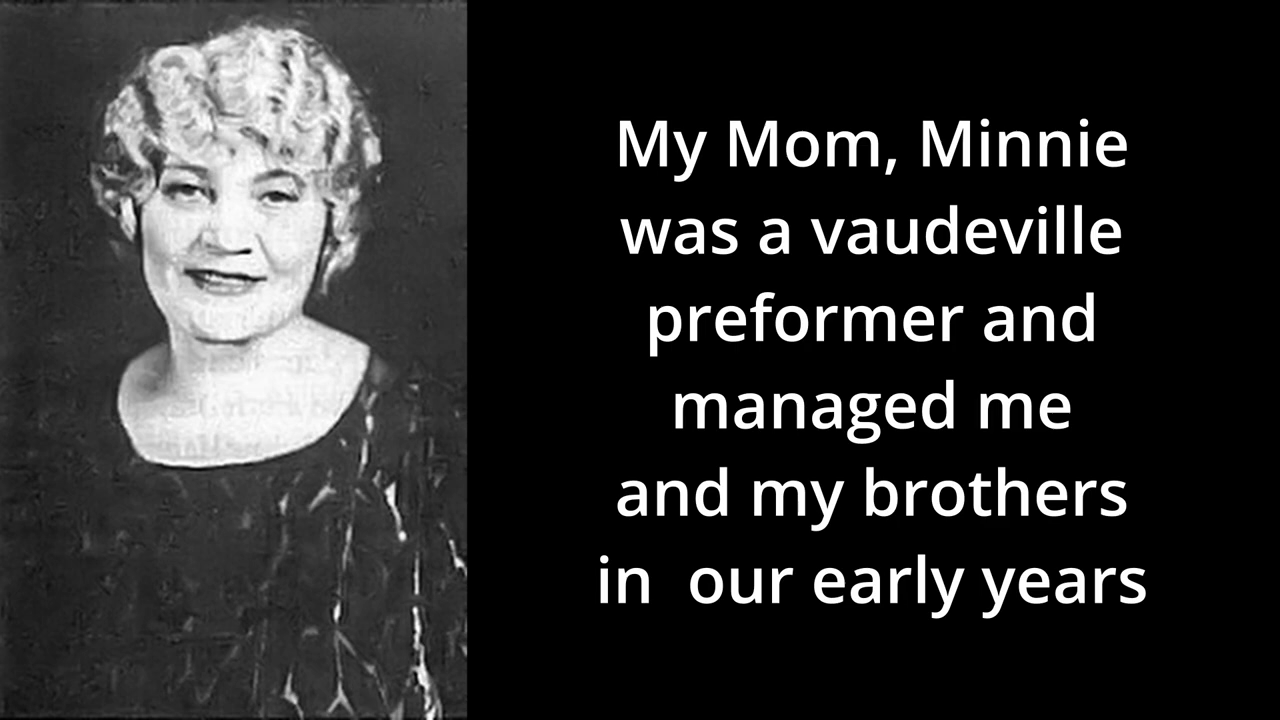 My Mom, Minnie
was a vaudeville
preformer and
managed me
and my brothers
in  our early years